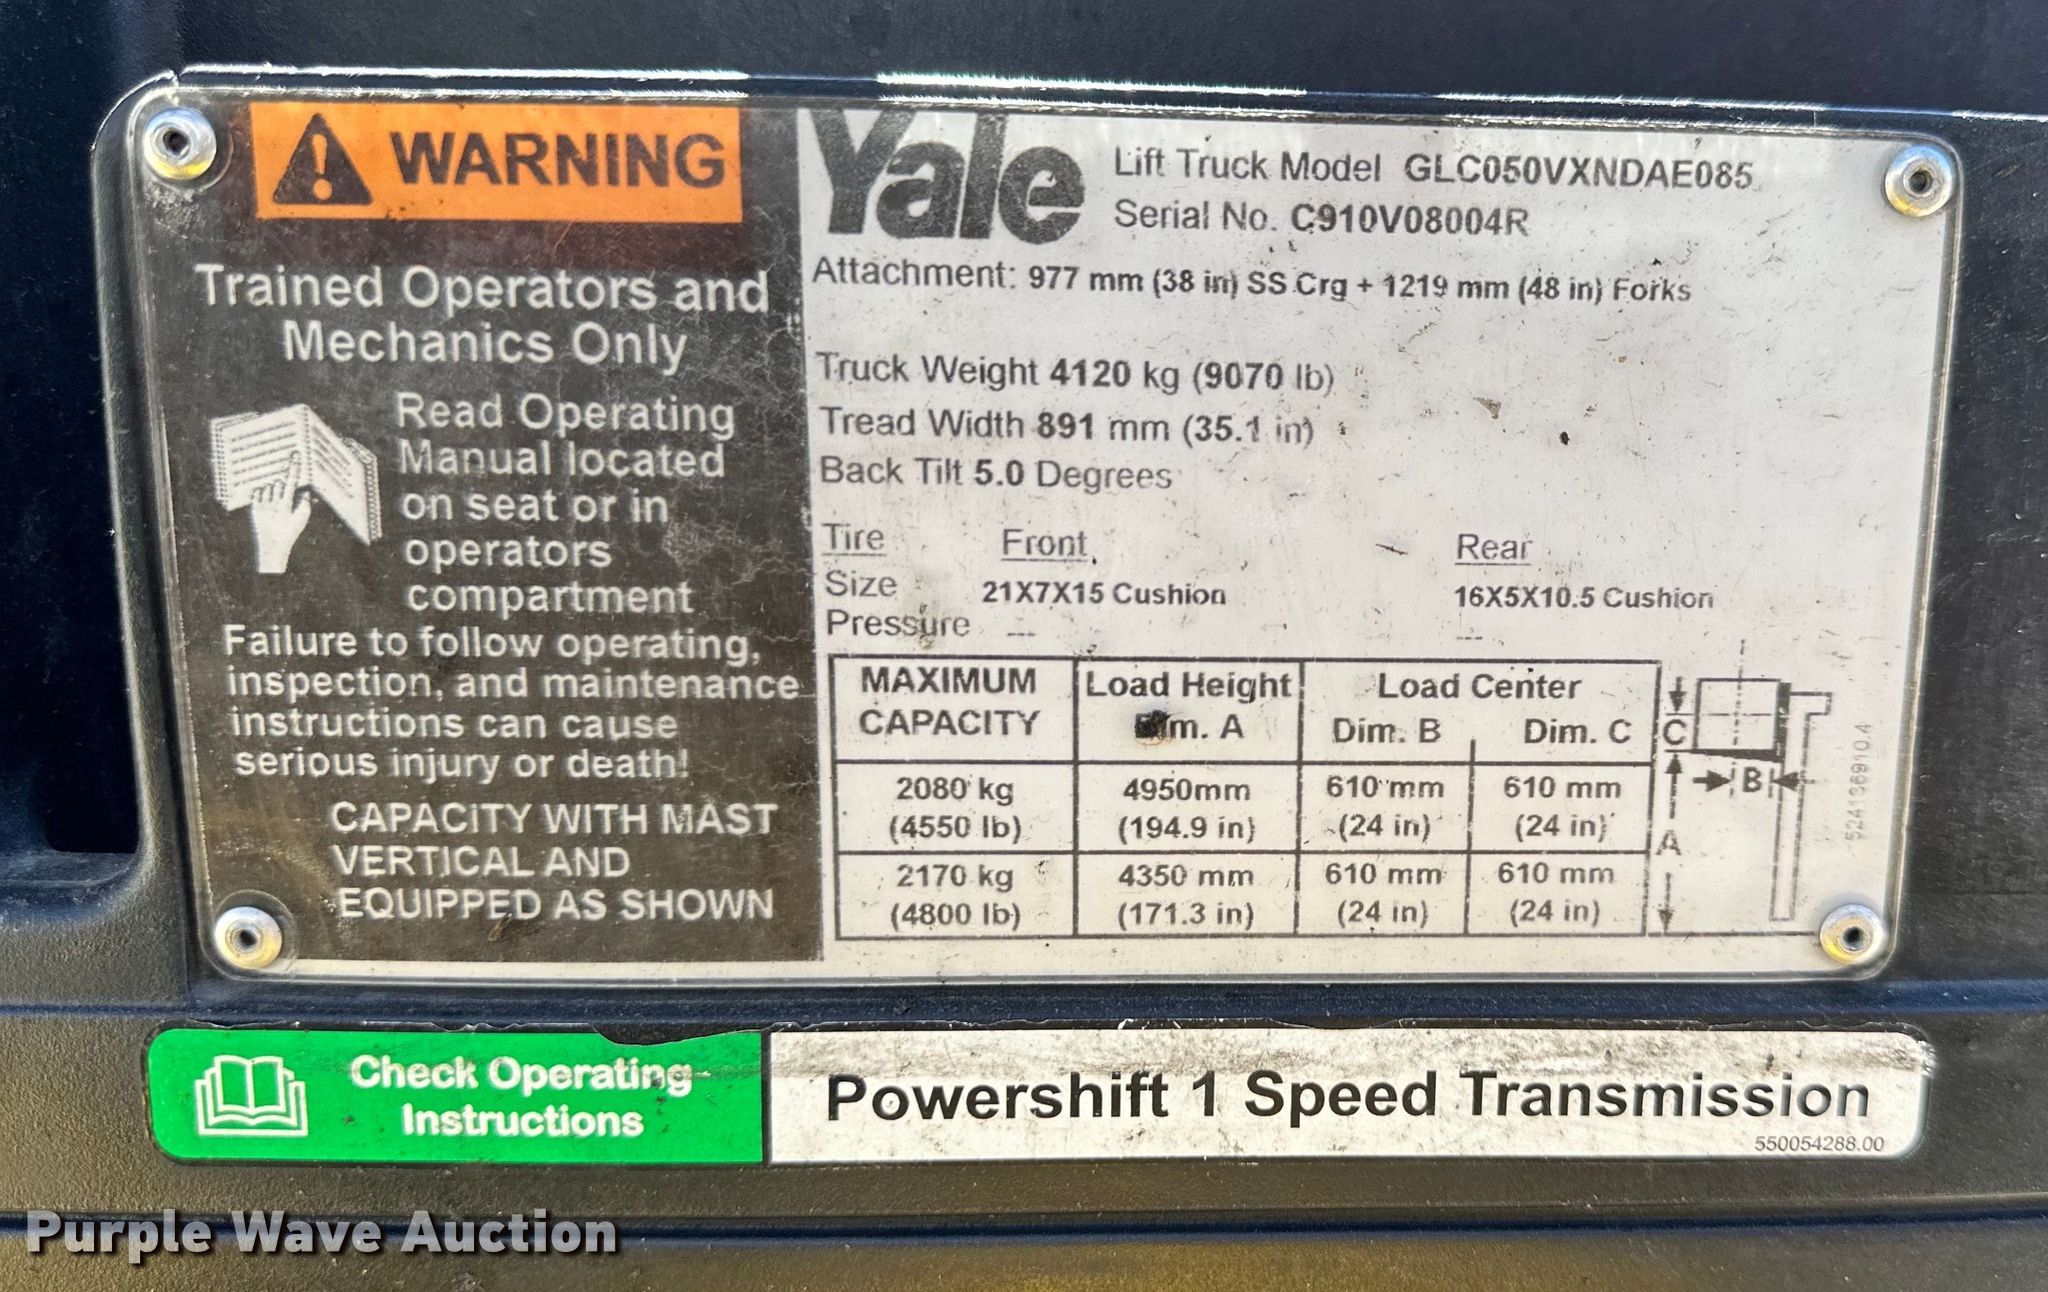 WARNING
Trained Operators and
Mechanics Only
Read Operating
Manual located
on seat or in
operators
compartment
Failure to follow operating,
inspection, and maintenance
instructions can cause
serious injury or death!
CAPACITY WITH MAST
VERTICAL AND
EQUIPPED AS SHOWN
Yale
Lift Truck Model GLC050VXNDAE085
Serial No. C910V08004R
Attachment: 977 mm (38 in) SS Crg + 1219 mm (48 in) Forks
Truck Weight 4120 kg (9070 lb)
Tread Width 891 mm (35.1 in)
Back Tilt 5.0 Degrees
Tire Front Rear
Size 21X7X15 Cushion 16X5X10.5 Cushion
Pressure --- ---
MAXIMUM CAPACITY Load Height Dim. A Load Center Dim. B Dim. C
2080 kg 4950mm 610 mm 610 mm
(4550 lb) (194.9 in) (24 in) (24 in)
2170 kg 4350 mm 610 mm 610 mm
(4800 lb) (171.3 in) (24 in) (24 in)
C
B
A
524136910.4
Check Operating
Instructions
Powershift 1 Speed Transmission
550054288.00
Purple Wave Auction